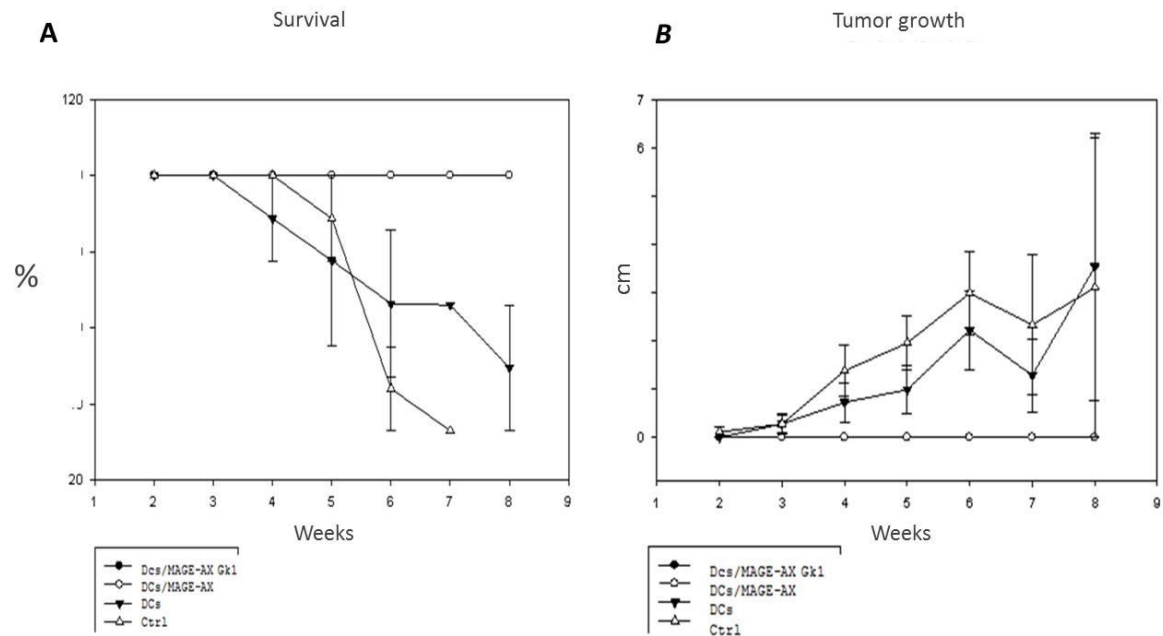 A
Survival
120
%
20
1 2 3 4 5 6 7 8 9
Weeks
Dcs/MAGE-AX Gk1
DCs/MAGE-AX
DCs
Ctrl
B
Tumor growth
7
6
cm
0
1 2 3 4 5 6 7 8 9
Weeks
Dcs/MAGE-AX Gk1
DCs/MAGE-AX
DCs
Ctrl